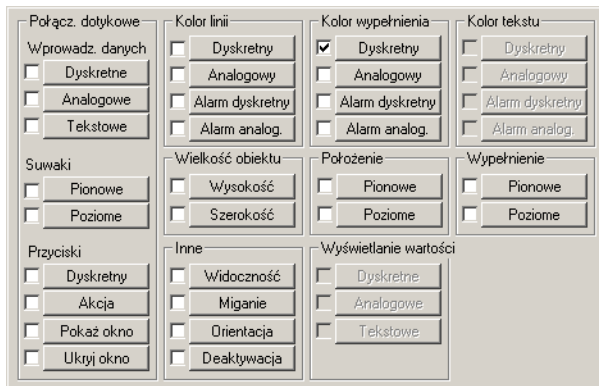 Połącz. dotykowe
Wprowadz. danych
Dyskretne
Analogowe
Tekstowe
Suwaki
Pionowe
Poziome
Przyciski
Dyskretny
Akcja
Pokaż okno
Ukryj okno
Kolor linii
Dyskretny
Analogowy
Alarm dyskretny
Alarm analog.
Kolor wypełnienia
Dyskretny
Analogowy
Alarm dyskretny
Alarm analog.
Kolor tekstu
Dyskretny
Analogowy
Alarm dyskretny
Alarm analog.
Wielkość obiektu
Wysokość
Szerokość
Położenie
Pionowe
Poziome
Wypełnienie
Pionowe
Poziome
Inne
Widoczność
Miganie
Orientacja
Deaktywacja
Wyświetlanie wartości
Dyskretne
Analogowe
Tekstowe